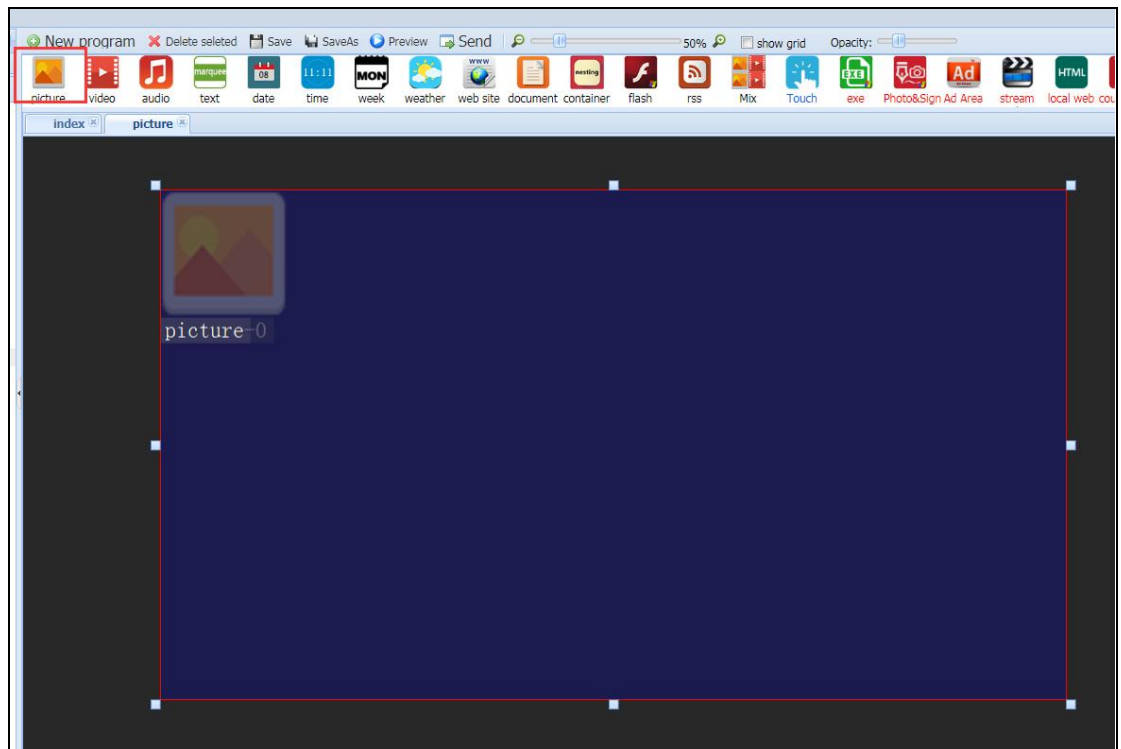 New program Delete seleted Save SaveAs Preview Send 50% show grid Opacity:
marquee 08 11:11 MON www nesting EXE Ad HTML
picture video audio text date time week weather web site document container flash rss Mix Touch exe Photo&Sign Ad Area stream local web cou
index picture
picture-0